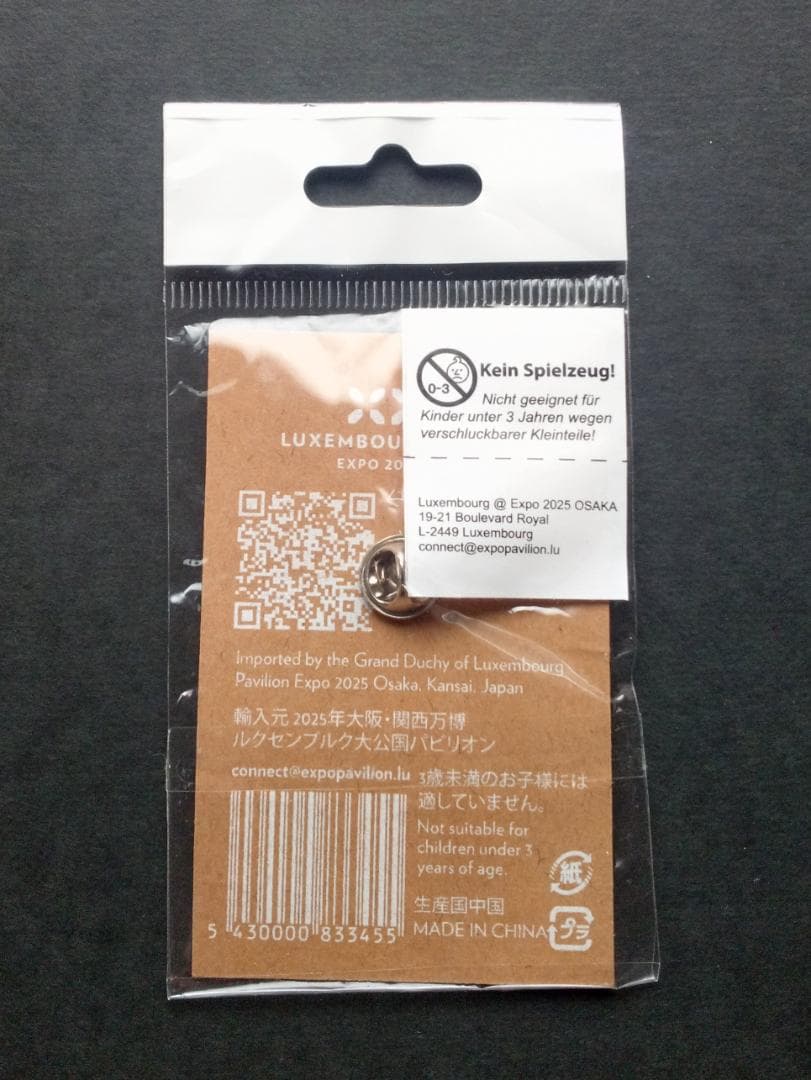 0-3
Kein Spielzeug!
Nicht geeignet für
Kinder unter 3 Jahren wegen
verschluckbarer Kleinteile!
Luxembourg @ Expo 2025 OSAKA
19-21 Boulevard Royal
L-2449 Luxembourg
connect@expopavilion.lu
LUXEMBOU
EXPO 20
Imported by the Grand Duchy of Luxembourg
Pavilion Expo 2025 Osaka, Kansai, Japan
輸入元 2025年大阪・関西万博
ルクセンブルク大公国パビリオン
connect@expopavilion.lu
3歳未満のお子様には
適していません。
Not suitable for
children under 3
years of age.
紙
生産国中国
MADE IN CHINA
プラ
5 430000 833455